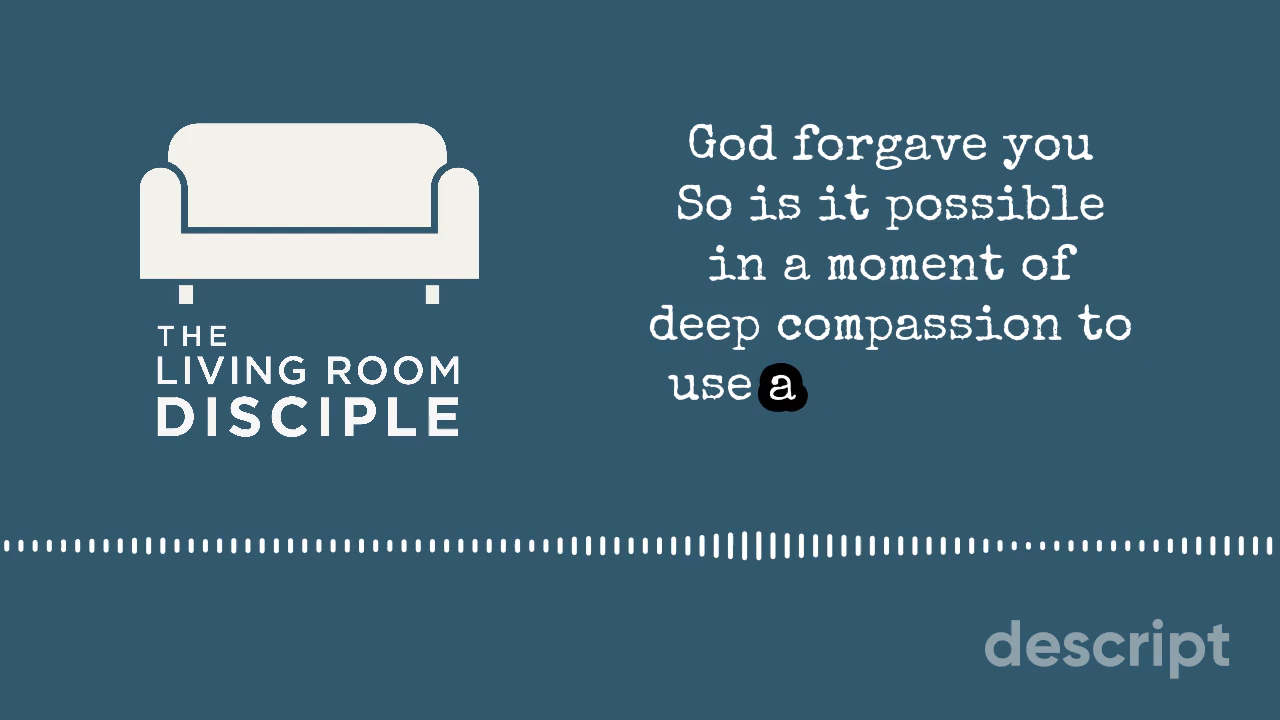 THE
LIVING ROOM
DISCIPLE
God forgave you
So is it possible
in a moment of
deep compassion to
use a
descript